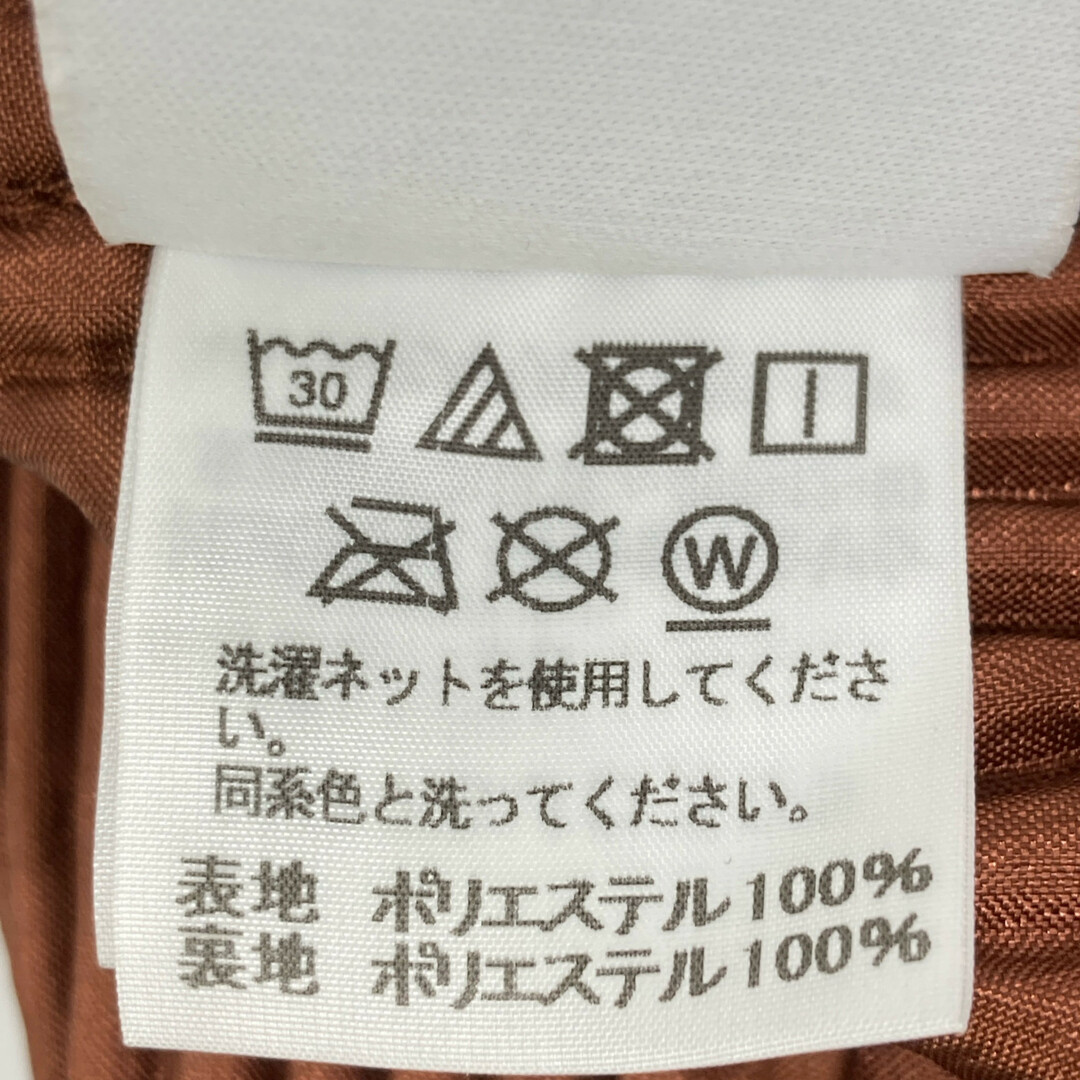 30
W
洗濯ネットを使用してくださ
い。
同系色と洗ってください。
表地 ポリエステル100%
裏地 ポリエステル100%